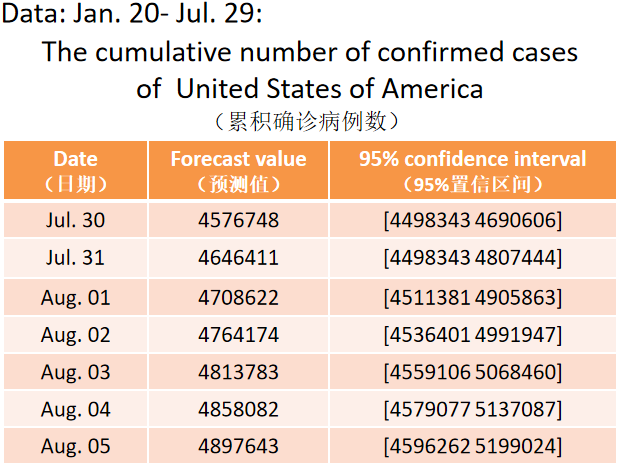 Data: Jan. 20- Jul. 29:
The cumulative number of confirmed cases
of United States of America
（累积确诊病例数）
Date Forecast value 95% confidence interval
（日期） （预测值） （95%置信区间）
Jul. 30 4576748 [4498343 4690606]
Jul. 31 4646411 [4498343 4807444]
Aug. 01 4708622 [4511381 4905863]
Aug. 02 4764174 [4536401 4991947]
Aug. 03 4813783 [4559106 5068460]
Aug. 04 4858082 [4579077 5137087]
Aug. 05 4897643 [4596262 5199024]